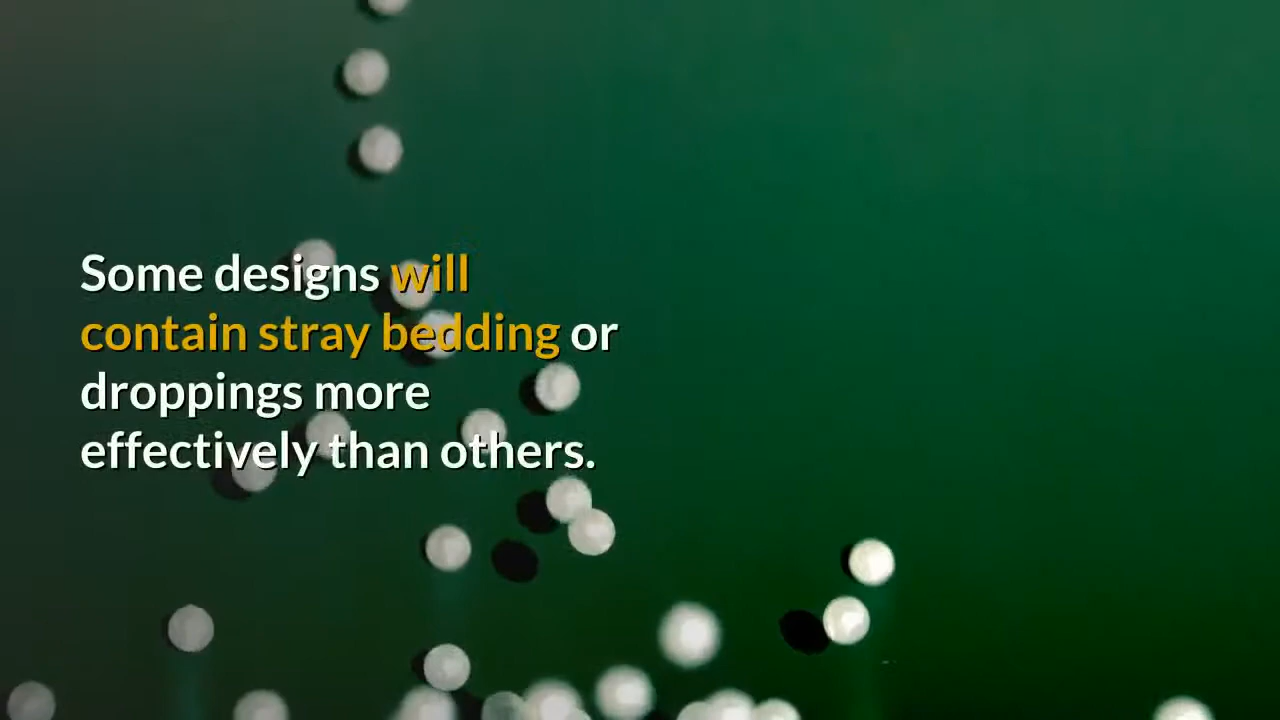 Some designs will
contain stray bedding or
droppings more
effectively than others.